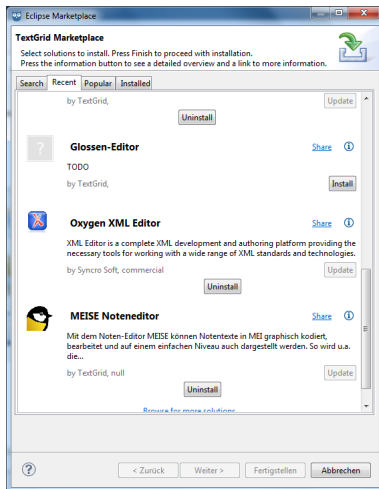 Eclipse Marketplace
TextGrid Marketplace
Select solutions to install. Press Finish to proceed with installation.
Press the information button to see a detailed overview and a link to more information.
Search Recent Popular Installed
by TextGrid, Update
Uninstall
Glossen-Editor Share
TODO
by TextGrid, Install
Oxygen XML Editor Share
XML Editor is a complete XML development and authoring platform providing the
necessary tools for working with a wide range of XML standards and technologies.
by Syncro Soft, commercial Update
Uninstall
MEISE Noteneditor Share
Mit dem Noten-Editor MEISE können Notentexte in MEI graphisch kodiert,
bearbeitet und auf einem einfachen Niveau auch dargestellt werden. So wird u.a.
die...
by TextGrid, null Update
Uninstall
Browse for more solutions
? < Zurück Weiter > Fertigstellen Abbrechen